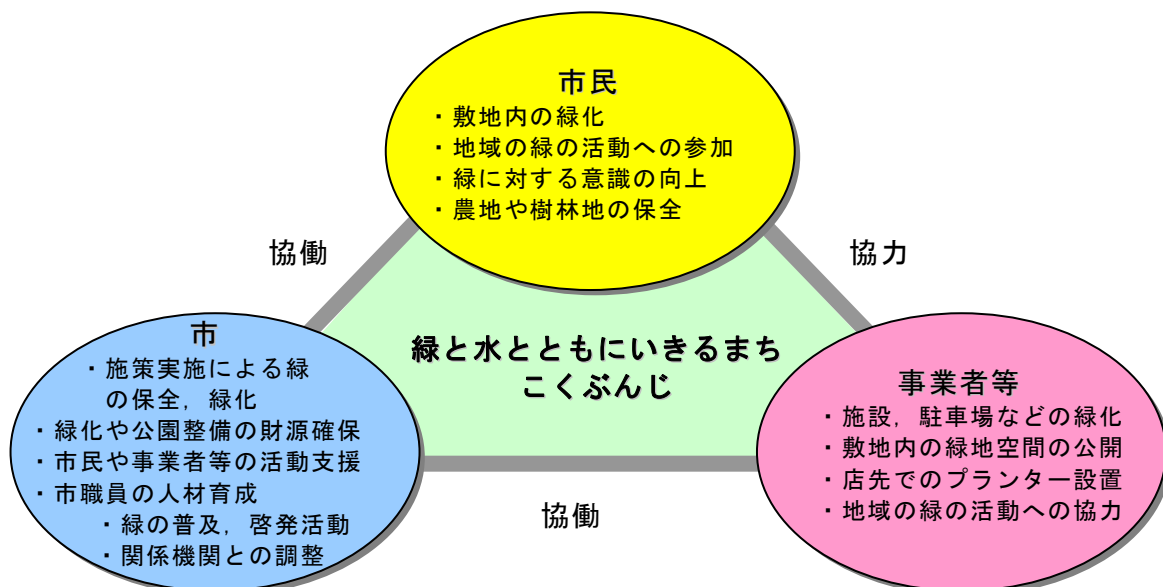 市民
・敷地内の緑化
・地域の緑の活動への参加
・緑に対する意識の向上
・農地や樹林地の保全
協働
協力
緑と水とともにいきるまち
こくぶんじ
市
・施策実施による緑
の保全，緑化
・緑化や公園整備の財源確保
・市民や事業者等の活動支援
・市職員の人材育成
・緑の普及，啓発活動
・関係機関との調整
事業者等
・施設，駐車場などの緑化
・敷地内の緑地空間の公開
・店先でのプランター設置
・地域の緑の活動への協力
協働